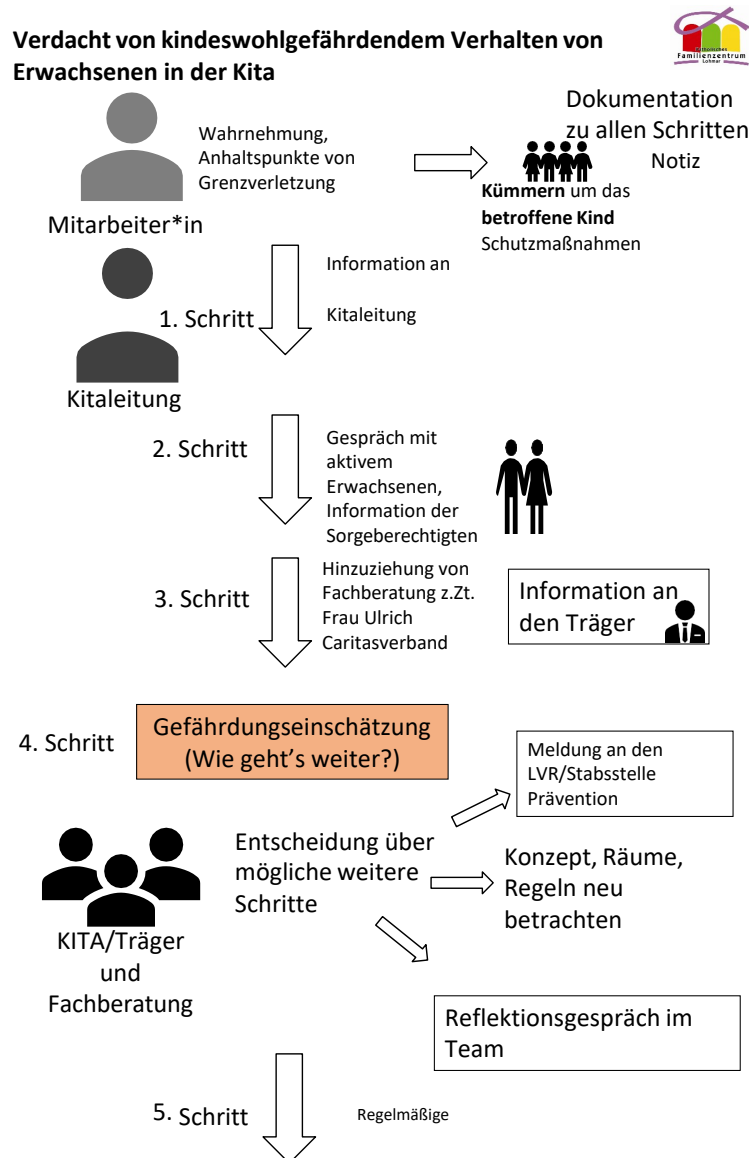 Verdacht von kindeswohlgefährdendem Verhalten von
Erwachsenen in der Kita
Katholisches
Familienzentrum
Lohmar
Dokumentation
zu allen Schritten
Notiz
Wahrnehmung,
Anhaltspunkte von
Grenzverletzung
Kümmern um das
betroffene Kind
Schutzmaßnahmen
Mitarbeiter*in
Information an
Kitaleitung
1. Schritt
Kitaleitung
2. Schritt
Gespräch mit
aktivem
Erwachsenen,
Information der
Sorgeberechtigten
3. Schritt
Hinzuziehung von
Fachberatung z.Zt.
Frau Ulrich
Caritasverband
Information an
den Träger
4. Schritt
Gefährdungseinschätzung
(Wie geht's weiter?)
Meldung an den
LVR/Stabsstelle
Prävention
Entscheidung über
mögliche weitere
Schritte
Konzept, Räume,
Regeln neu
betrachten
KITA/Träger
und
Fachberatung
Reflektionsgespräch im
Team
5. Schritt
Regelmäßige